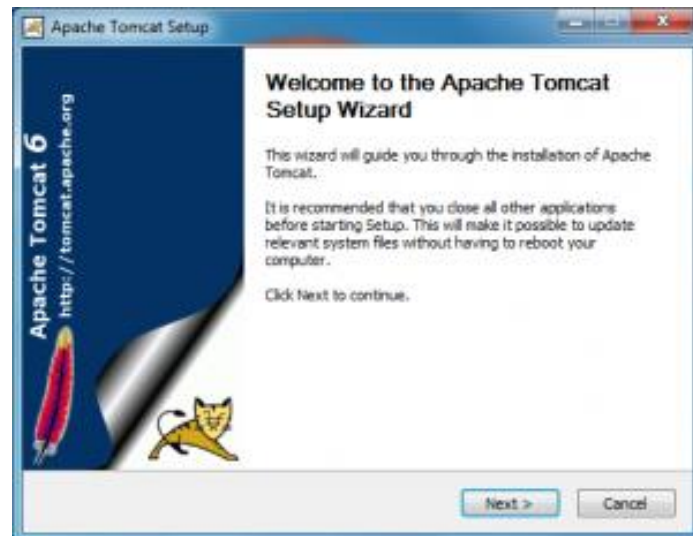 Apache Tomcat Setup
Apache Tomcat 6
http://tomcat.apache.org
Welcome to the Apache Tomcat
Setup Wizard
This wizard will guide you through the installation of Apache
Tomcat.
It is recommended that you close all other applications
before starting Setup. This will make it possible to update
relevant system files without having to reboot your
computer.
Click Next to continue.
Next >
Cancel